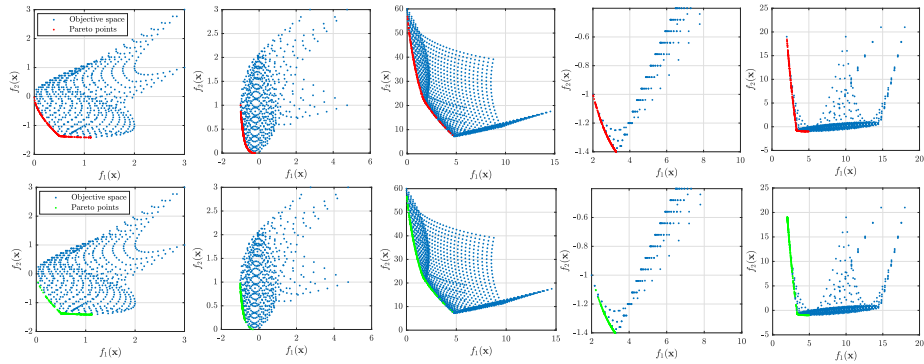 Objective space
Pareto points
f₂(x)
3
2
1
0
−1
−2
0 1 2 3
f₁(x)
f₂(x)
3
2.5
2
1.5
1
0.5
0
−2 0 2 4 6
f₁(x)
f₂(x)
60
50
40
30
20
10
0
0 5 10 15
f₁(x)
f₂(x)
−0.6
−0.8
−1
−1.2
−1.4
2 4 6 8 10
f₁(x)
f₂(x)
25
20
15
10
5
0
−5
0 5 10 15 20
f₁(x)
Objective space
Pareto points
f₂(x)
3
2
1
0
−1
−2
0 1 2 3
f₁(x)
f₂(x)
3
2.5
2
1.5
1
0.5
0
−2 0 2 4 6
f₁(x)
f₂(x)
60
50
40
30
20
10
0
0 5 10 15
f₁(x)
f₂(x)
−0.6
−0.8
−1
−1.2
−1.4
2 4 6 8 10
f₁(x)
f₂(x)
25
20
15
10
5
0
−5
0 5 10 15 20
f₁(x)